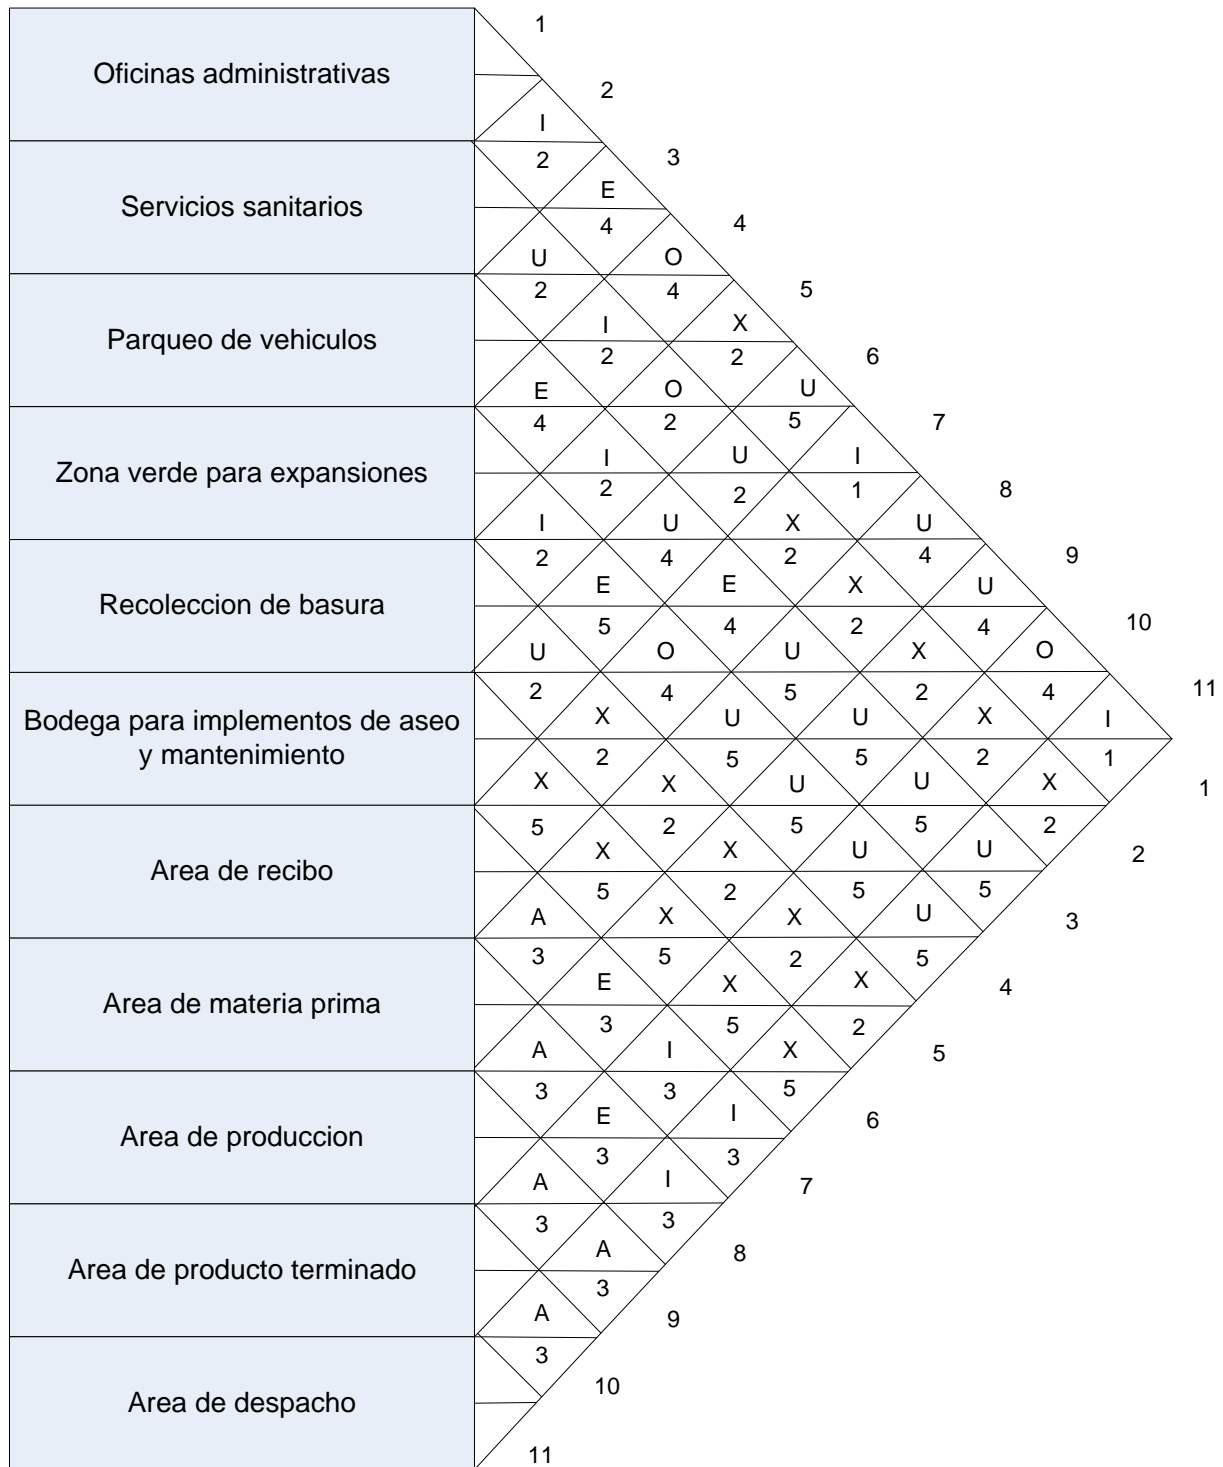 1
Oficinas administrativas
2
I
3
2
E
Servicios sanitarios
4
4
U
O
5
2
4
I
X
Parqueo de vehiculos
2
2
6
E
O
U
4
2
5
7
I
U
I
Zona verde para expansiones
2
2
1
8
I
U
X
U
2
4
2
4
9
E
E
X
U
Recoleccion de basura
5
4
2
4
10
U
O
U
X
O
2
4
5
2
4
11
X
U
U
X
I
Bodega para implementos de aseo
y mantenimiento
2
5
5
2
1
X
X
U
U
X
1
5
2
5
5
2
X
X
U
U
2
Area de recibo
5
2
5
5
A
X
X
U
3
3
5
2
5
E
X
X
4
Area de materia prima
3
5
2
A
I
X
5
3
3
5
E
I
6
Area de produccion
3
3
A
I
7
3
3
A
8
Area de producto terminado
3
A
9
3
10
Area de despacho
11